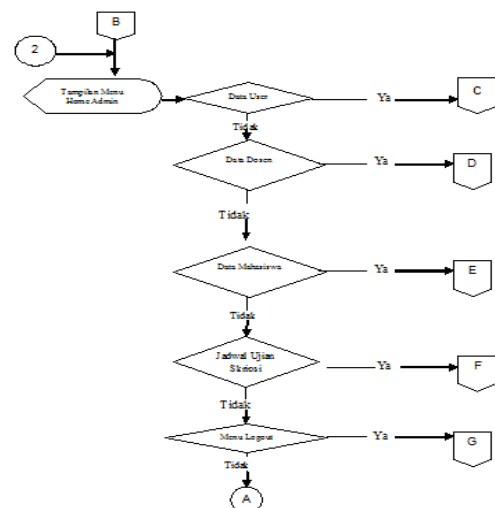 B
2
Tampilan Menu
Home Admin
Data User
Ya
C
Tidak
Data Dosen
Ya
D
Tidak
Data Mahasiswa
Ya
E
Tidak
Jadwal Ujian
Skripsi
Ya
F
Tidak
Menu Logout
Ya
G
Tidak
A